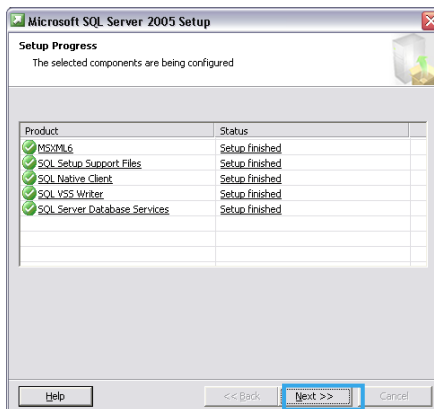 Microsoft SQL Server 2005 Setup
Setup Progress
The selected components are being configured
Product Status
MSXML6 Setup finished
SQL Setup Support Files Setup finished
SQL Native Client Setup finished
SQL VSS Writer Setup finished
SQL Server Database Services Setup finished
Help << Back Next >> Cancel